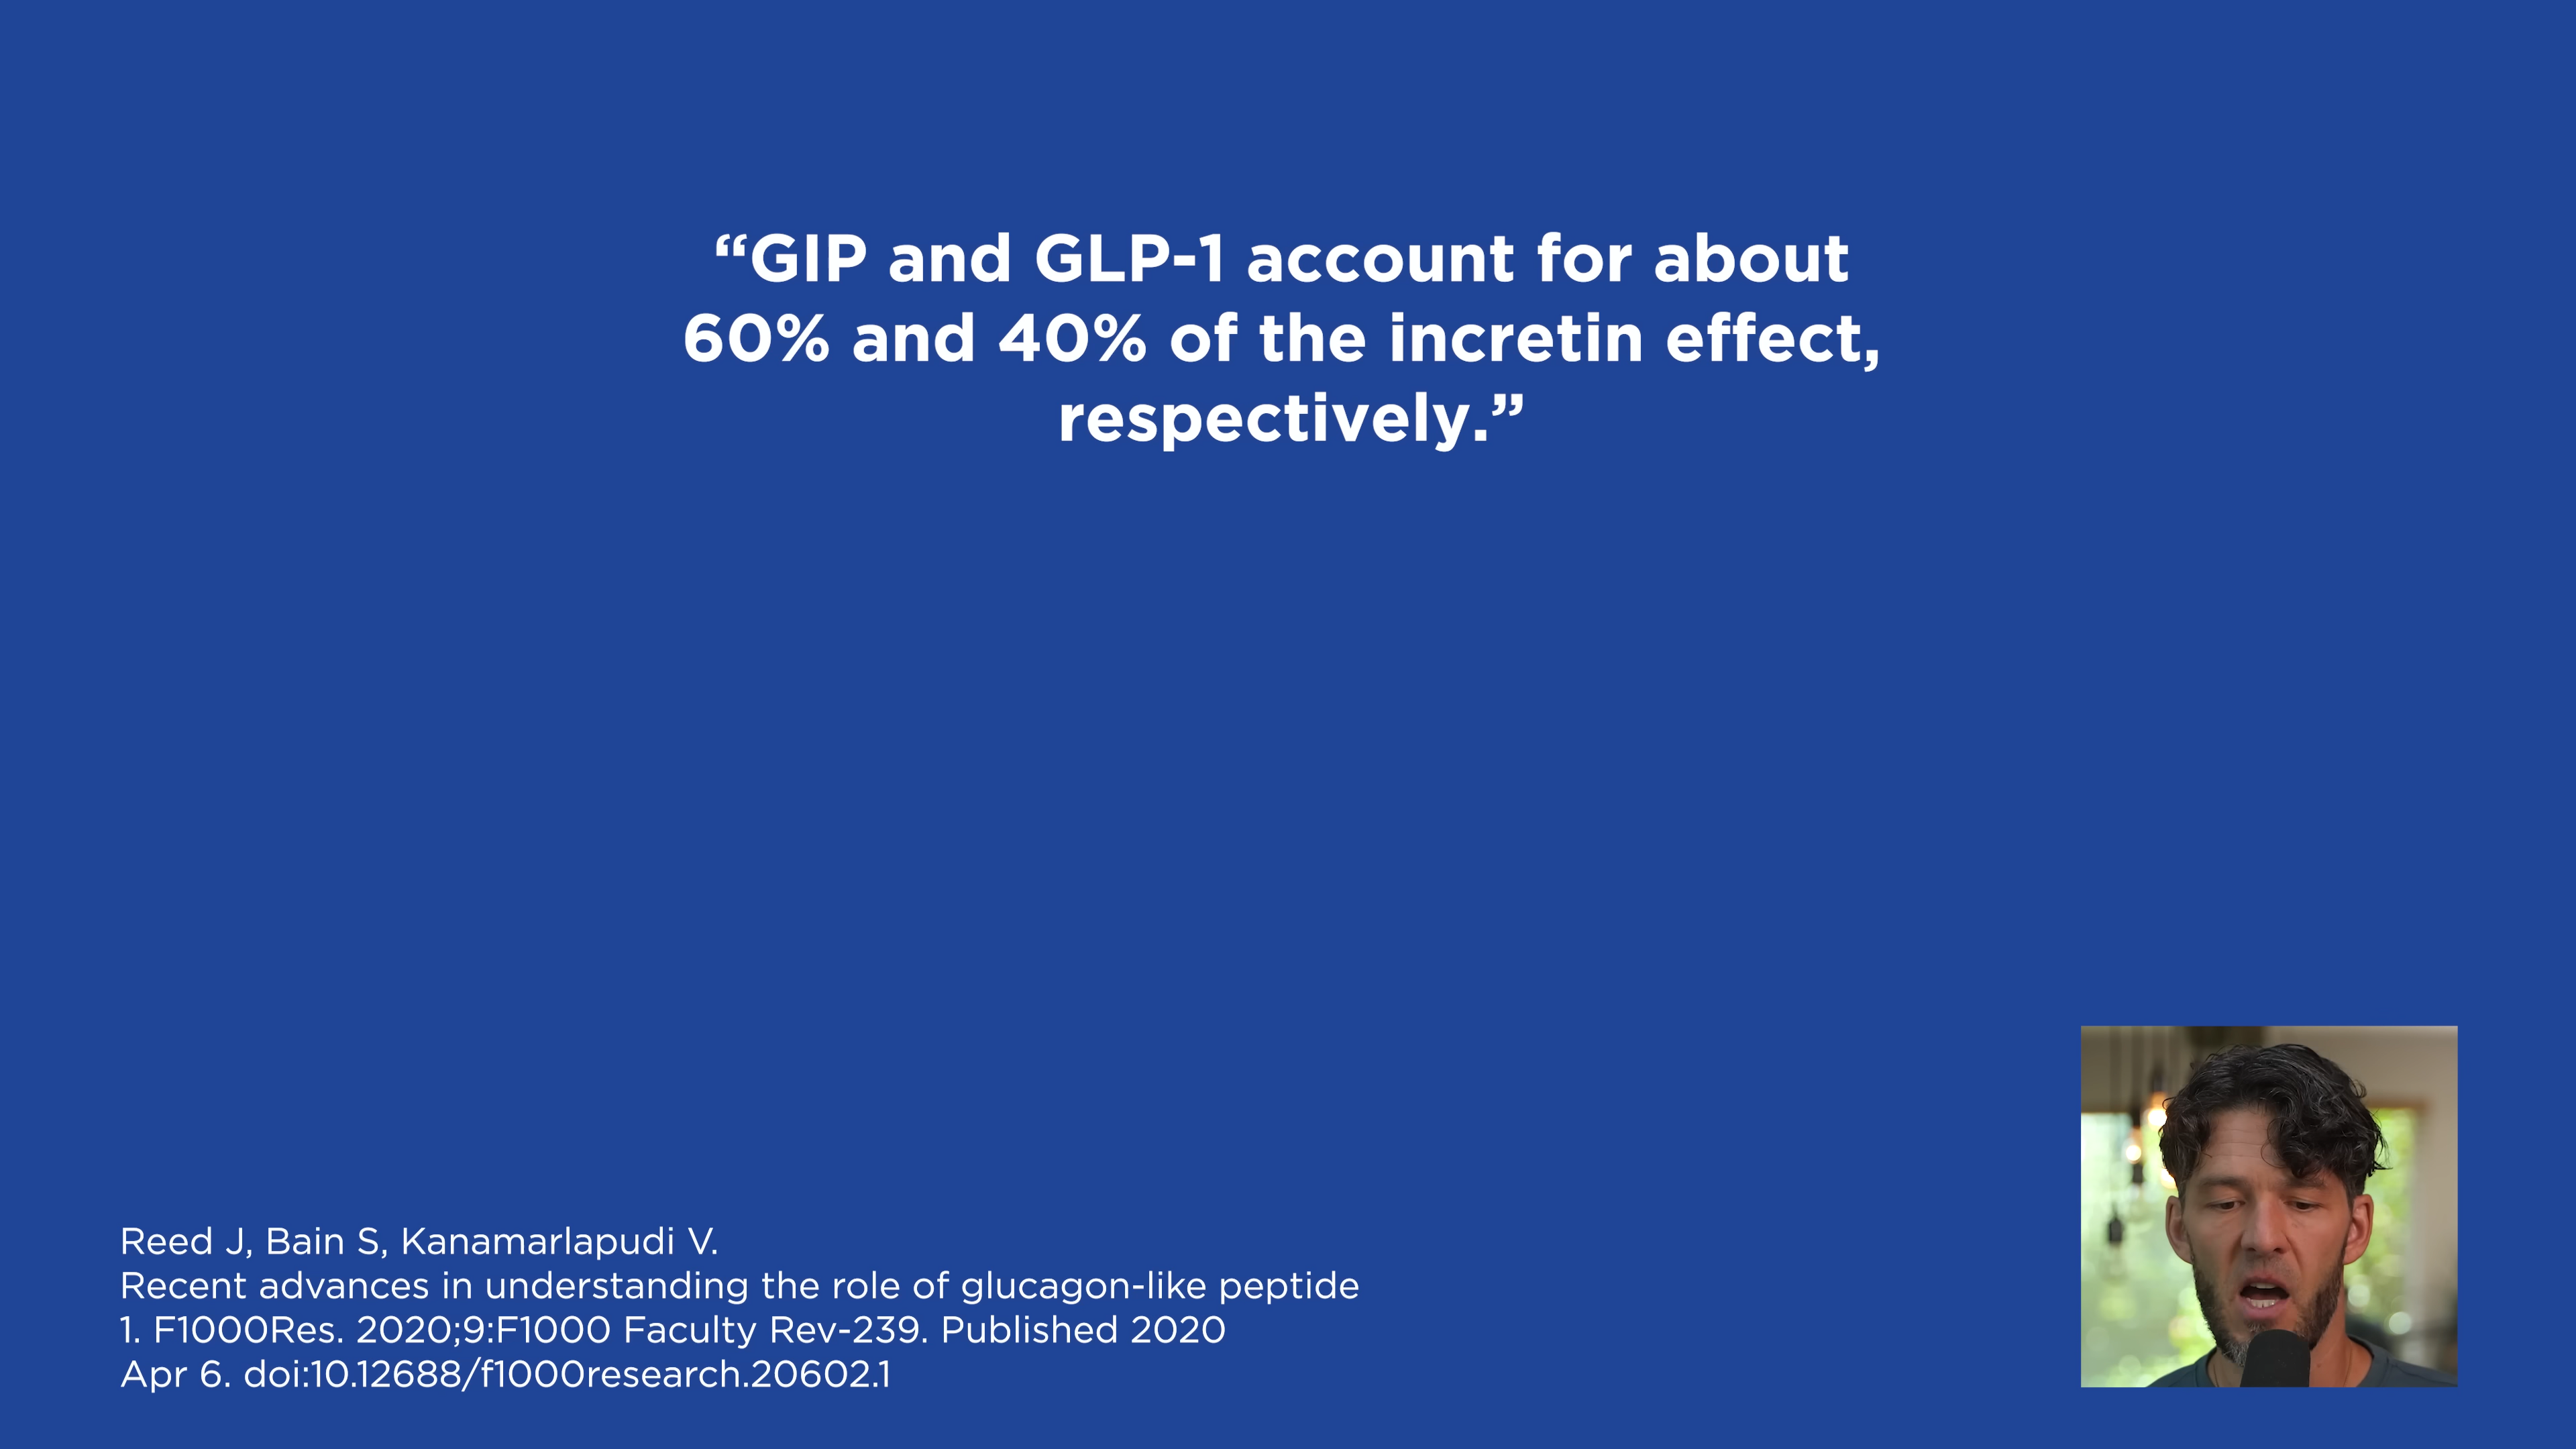 “GIP and GLP-1 account for about
60% and 40% of the incretin effect,
respectively.”
Reed J, Bain S, Kanamarlapudi V.
Recent advances in understanding the role of glucagon-like peptide
1. F1000Res. 2020;9:F1000 Faculty Rev-239. Published 2020
Apr 6. doi:10.12688/f1000research.20602.1